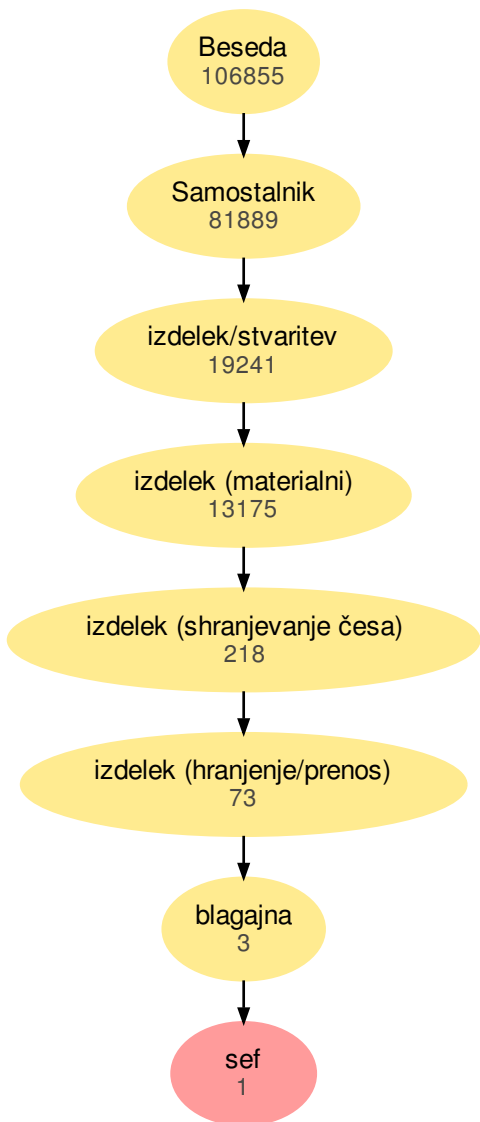 Beseda
106855
Samostalnik
81889
izdelek/stvaritev
19241
izdelek (materialni)
13175
izdelek (shranjevanje česa)
218
izdelek (hranjenje/prenos)
73
blagajna
3
sef
1